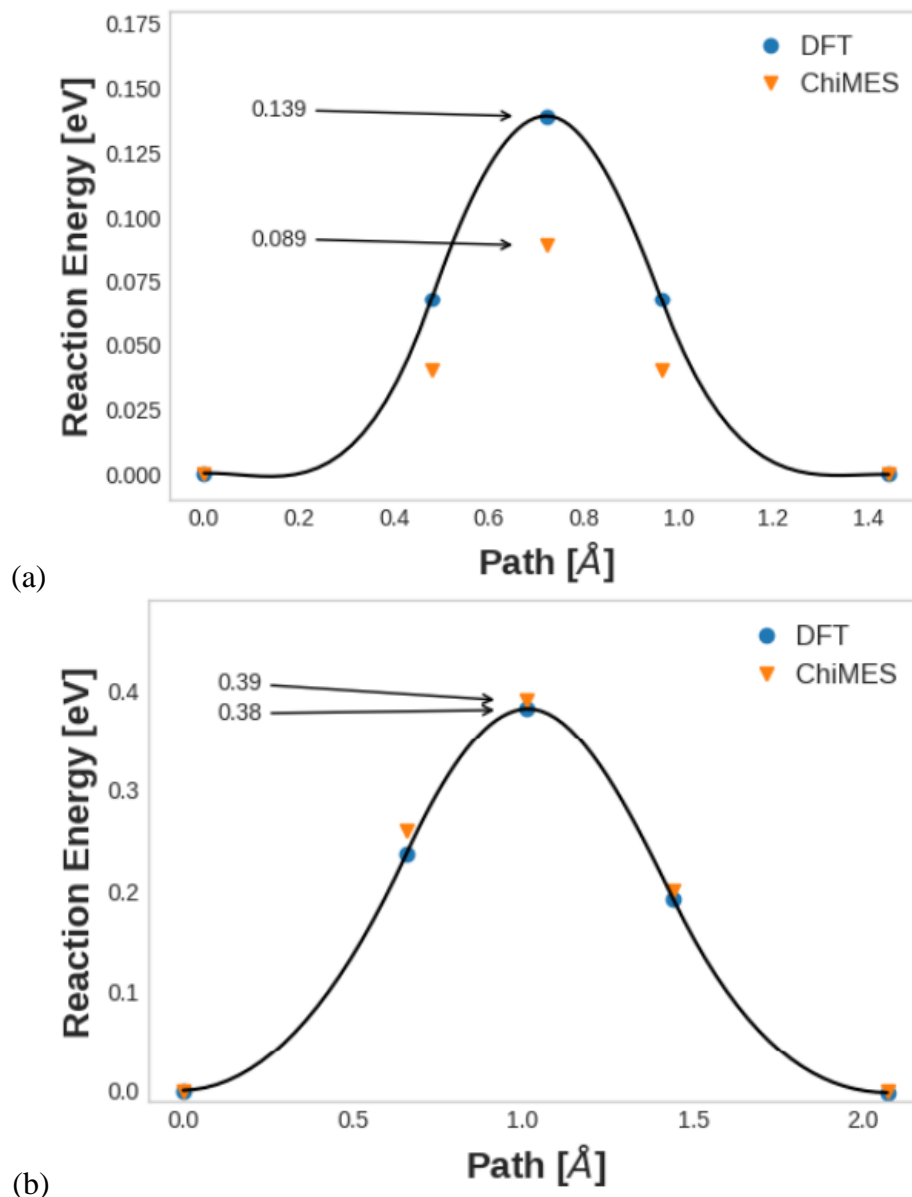 0.175
0.150
0.125
0.100
0.075
0.050
0.025
0.000
Reaction Energy [eV]
DFT
ChiMES
0.139
0.089
0.0 0.2 0.4 0.6 0.8 1.0 1.2 1.4
Path [Å]
(a)
0.4
0.3
0.2
0.1
0.0
Reaction Energy [eV]
DFT
ChiMES
0.39
0.38
0.0 0.5 1.0 1.5 2.0
Path [Å]
(b)